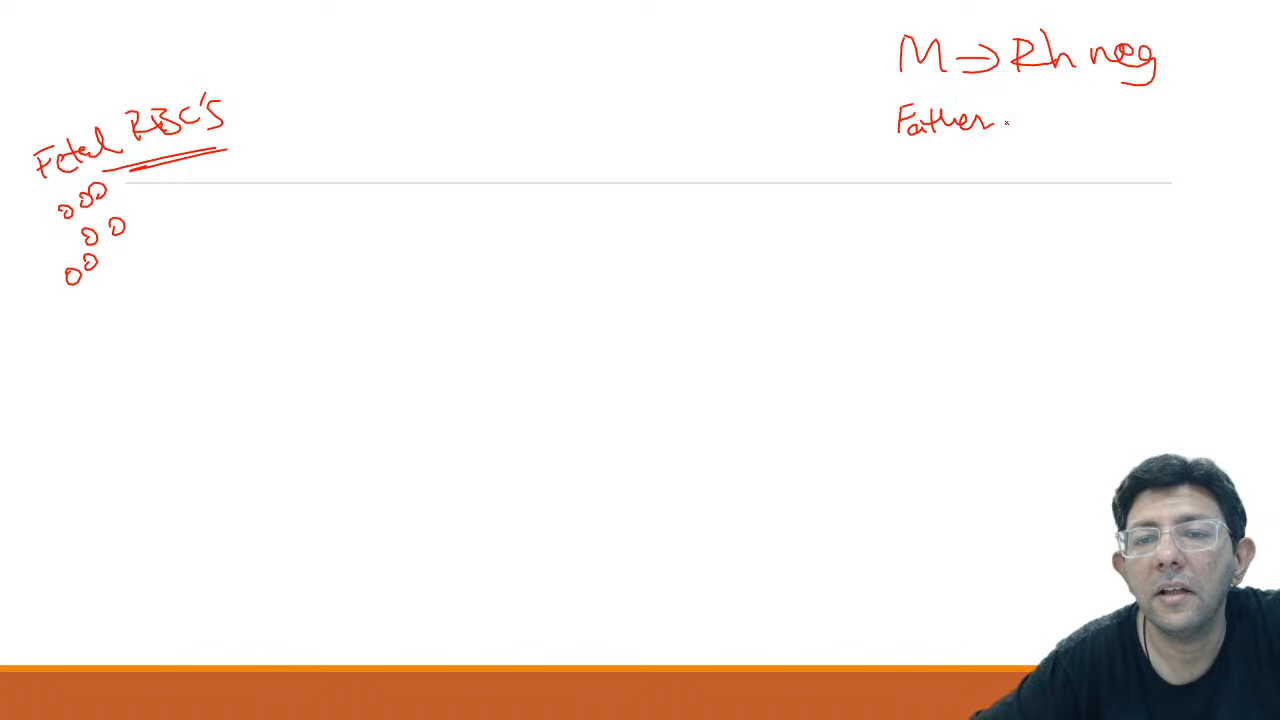 M ⇒ Rh neg
Father
Fetal RBC's